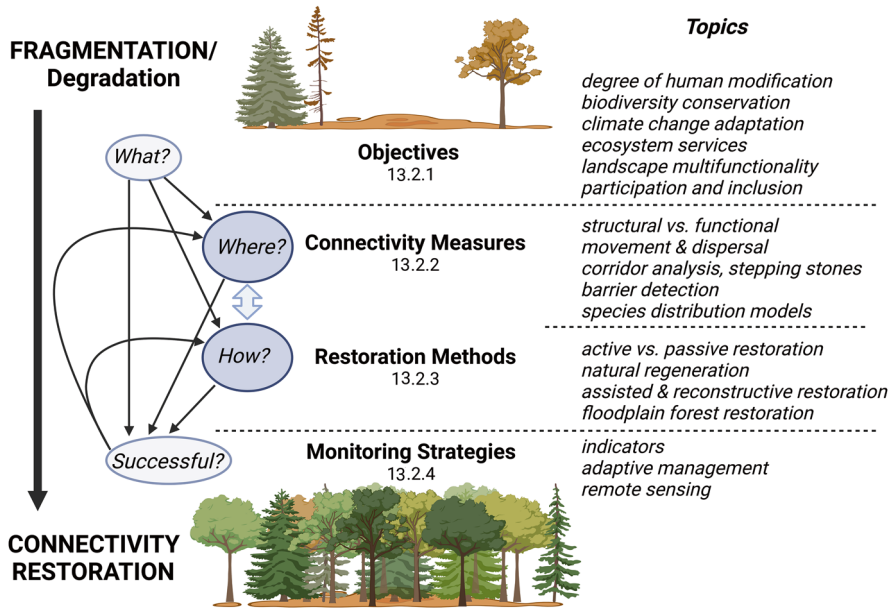 Topics
FRAGMENTATION/
Degradation
degree of human modification
biodiversity conservation
climate change adaptation
ecosystem services
landscape multifunctionality
participation and inclusion
What?
Objectives
13.2.1
Where?
Connectivity Measures
13.2.2
structural vs. functional
movement & dispersal
corridor analysis, stepping stones
barrier detection
species distribution models
How?
Restoration Methods
13.2.3
active vs. passive restoration
natural regeneration
assisted & reconstructive restoration
floodplain forest restoration
Successful?
Monitoring Strategies
13.2.4
indicators
adaptive management
remote sensing
CONNECTIVITY
RESTORATION